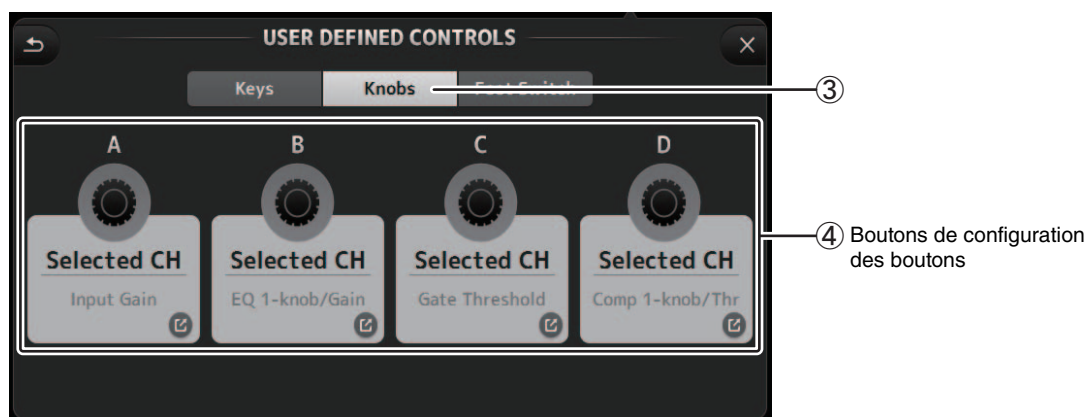 USER DEFINED CONTROLS
Keys
Knobs
③
A
B
C
D
Selected CH
Input Gain
Selected CH
EQ 1-knob/Gain
Selected CH
Gate Threshold
Selected CH
Comp 1-knob/Thr
④ Boutons de configuration
des boutons